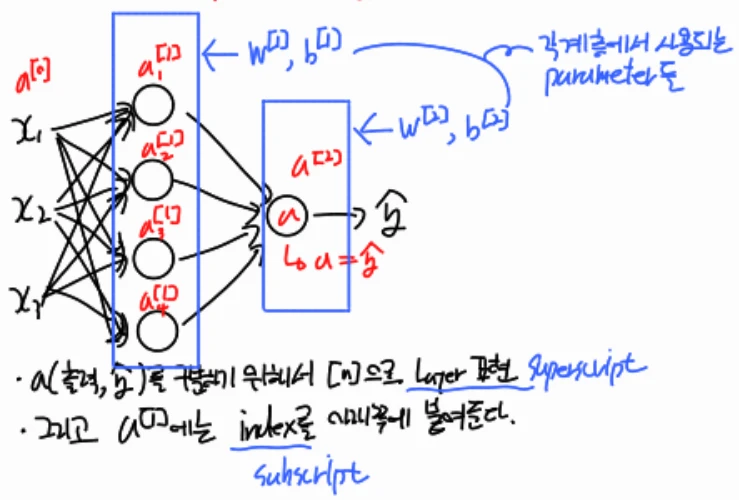 a[0]
x1
x2
x3
a1[1]
a2[1]
a3[1]
a4[1]
← W[1], b[1]
각 계층에서 사용되는
parameter들
← W[2], b[2]
a[2]
a
ŷ
↳ a = ŷ
· a(출력, ŷ)를 구분하기 위해서 [n]으로 layer 표현 superscript
· 그리고 a[1]에는 index를 아래쪽에 붙여준다.
subscript